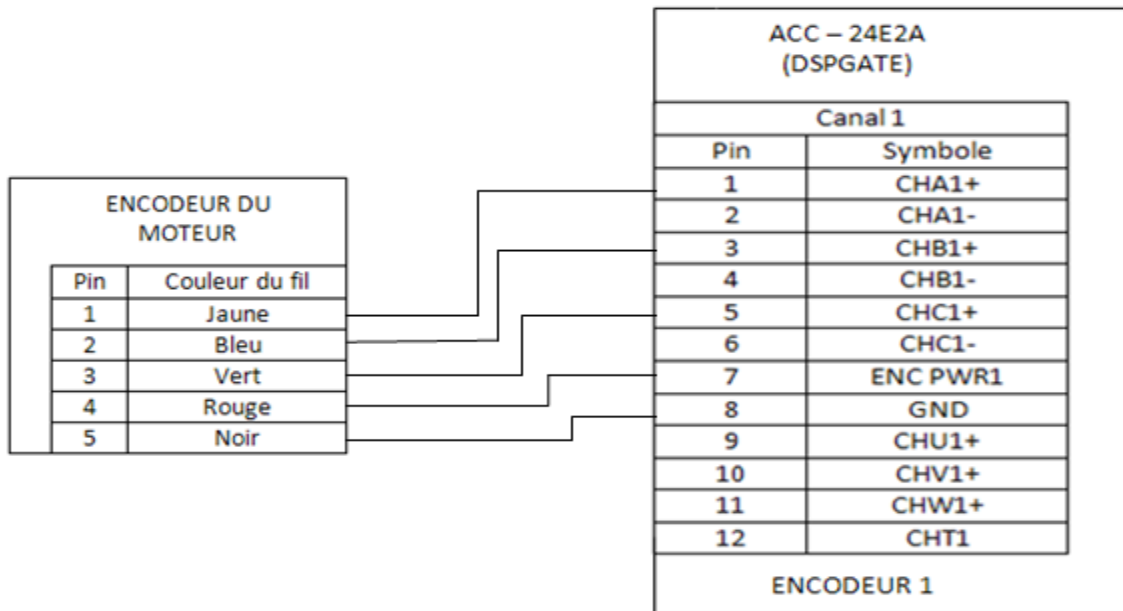 ACC – 24E2A
(DSPGATE)
Canal 1
Pin Symbole
1 CHA1+
2 CHA1-
3 CHB1+
4 CHB1-
5 CHC1+
6 CHC1-
7 ENC PWR1
8 GND
9 CHU1+
10 CHV1+
11 CHW1+
12 CHT1
ENCODEUR 1
ENCODEUR DU
MOTEUR
Pin Couleur du fil
1 Jaune
2 Bleu
3 Vert
4 Rouge
5 Noir